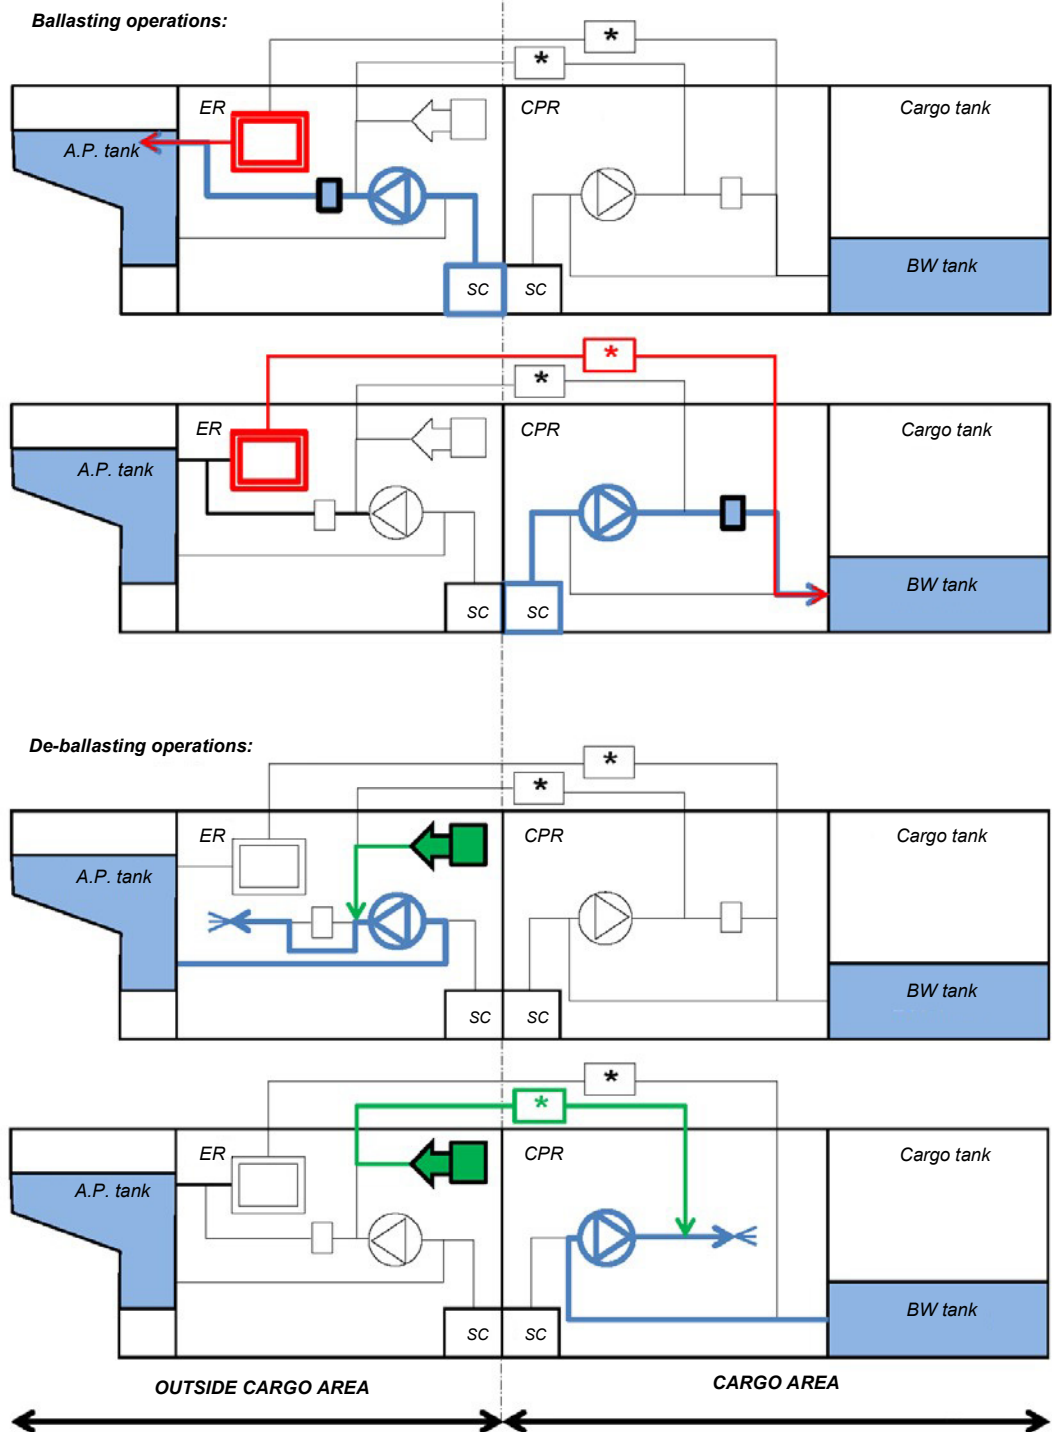 Ballasting operations:
*
*
ER
CPR
Cargo tank
A.P. tank
BW tank
SC
SC
*
*
ER
CPR
Cargo tank
A.P. tank
BW tank
SC
SC
De-ballasting operations:
*
*
ER
CPR
Cargo tank
A.P. tank
BW tank
SC
SC
*
*
ER
CPR
Cargo tank
A.P. tank
BW tank
SC
SC
OUTSIDE CARGO AREA
CARGO AREA